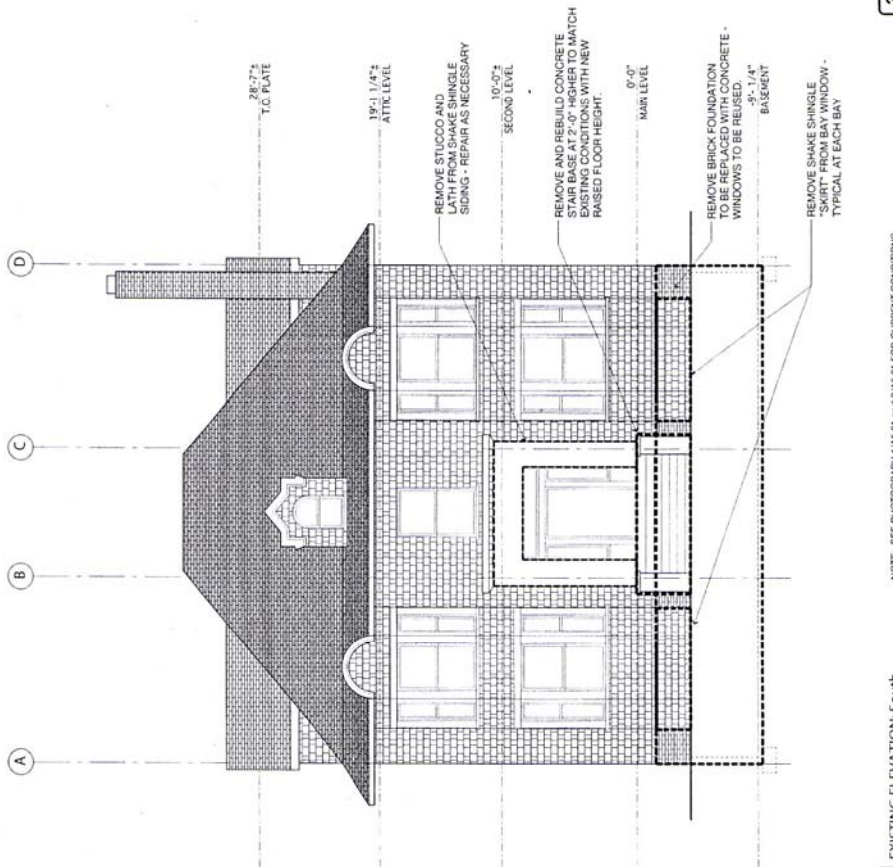 A
B
C
D
28'-7"±
T.O. PLATE
19'-1 1/4"±
ATTIC LEVEL
10'-0"±
SECOND LEVEL
0'-0"
MAIN LEVEL
-9'- 1/4"
BASEMENT
REMOVE STUCCO AND
LATH FROM SHAKE SHINGLE
SIDING - REPAIR AS NECESSARY
REMOVE AND REBUILD CONCRETE
STAIR BASE AT 2'-0" HIGHER TO MATCH
EXISTING CONDITIONS WITH NEW
RAISED FLOOR HEIGHT.
REMOVE BRICK FOUNDATION
TO BE REPLACED WITH CONCRETE -
WINDOWS TO BE REUSED.
REMOVE SHAKE SHINGLE
"SKIRT" FROM BAY WINDOW -
TYPICAL AT EACH BAY
EXISTING ELEVATION South